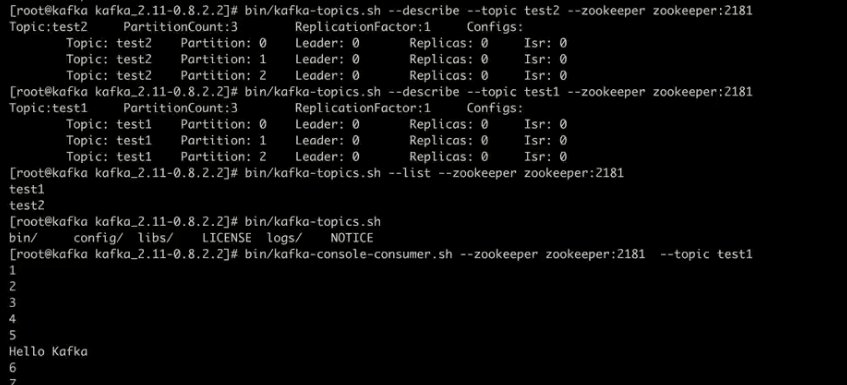 [root@kafka kafka_2.11-0.8.2.2]# bin/kafka-topics.sh --describe --topic test2 --zookeeper zookeeper:2181
Topic:test2 PartitionCount:3 ReplicationFactor:1 Configs:
Topic: test2 Partition: 0 Leader: 0 Replicas: 0 Isr: 0
Topic: test2 Partition: 1 Leader: 0 Replicas: 0 Isr: 0
Topic: test2 Partition: 2 Leader: 0 Replicas: 0 Isr: 0
[root@kafka kafka_2.11-0.8.2.2]# bin/kafka-topics.sh --describe --topic test1 --zookeeper zookeeper:2181
Topic:test1 PartitionCount:3 ReplicationFactor:1 Configs:
Topic: test1 Partition: 0 Leader: 0 Replicas: 0 Isr: 0
Topic: test1 Partition: 1 Leader: 0 Replicas: 0 Isr: 0
Topic: test1 Partition: 2 Leader: 0 Replicas: 0 Isr: 0
[root@kafka kafka_2.11-0.8.2.2]# bin/kafka-topics.sh --list --zookeeper zookeeper:2181
test1
test2
[root@kafka kafka_2.11-0.8.2.2]# bin/kafka-topics.sh
bin/ config/ libs/ LICENSE logs/ NOTICE
[root@kafka kafka_2.11-0.8.2.2]# bin/kafka-console-consumer.sh --zookeeper zookeeper:2181 --topic test1
1
2
3
4
5
Hello Kafka
6
7